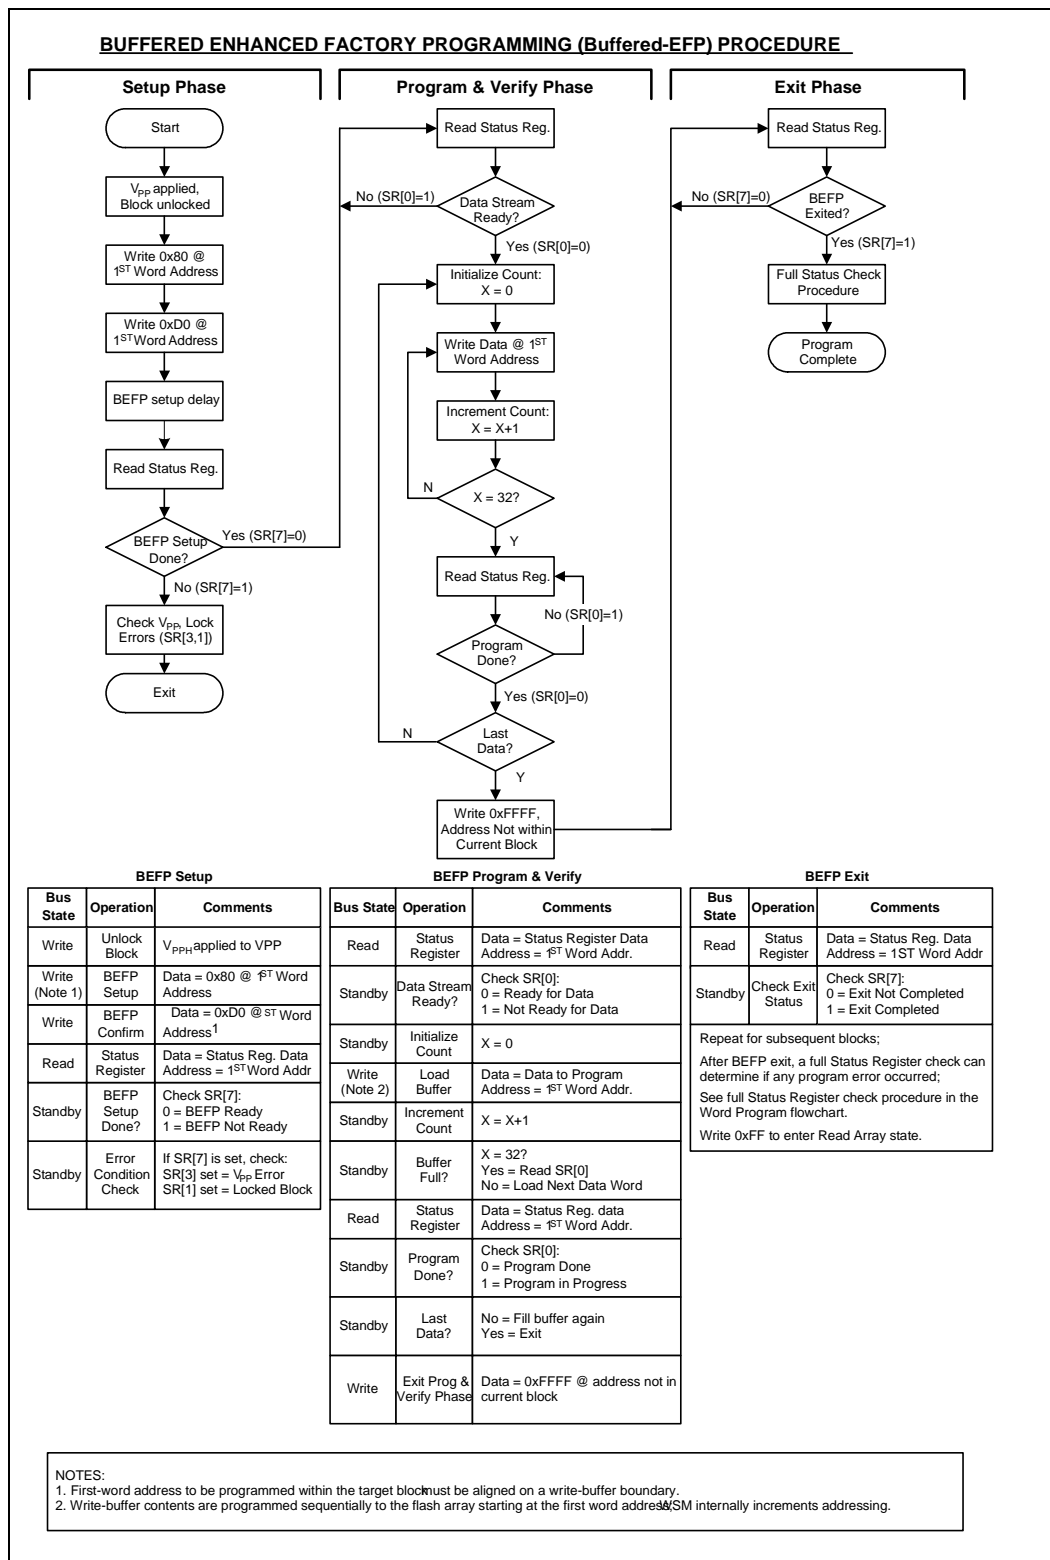 BUFFERED ENHANCED FACTORY PROGRAMMING (Buffered-EFP) PROCEDURE
Setup Phase
Start
VPP applied,
Block unlocked
Write 0x80 @
1ST Word Address
Write 0xD0 @
1ST Word Address
BEFP setup delay
Read Status Reg.
BEFP Setup
Done?
Yes (SR[7]=0)
No (SR[7]=1)
Check VPP, Lock
Errors (SR[3,1])
Exit
Program & Verify Phase
Read Status Reg.
No (SR[0]=1)
Data Stream
Ready?
Yes (SR[0]=0)
Initialize Count:
X = 0
Write Data @ 1ST
Word Address
Increment Count:
X = X+1
N
X = 32?
Y
Read Status Reg.
No (SR[0]=1)
Program
Done?
Yes (SR[0]=0)
N
Last
Data?
Y
Write 0xFFFF,
Address Not within
Current Block
Exit Phase
Read Status Reg.
No (SR[7]=0)
BEFP
Exited?
Yes (SR[7]=1)
Full Status Check
Procedure
Program
Complete
BEFP Setup
Bus
State
Operation
Comments
Write
Unlock
Block
VPPH applied to VPP
Write
(Note 1)
BEFP
Setup
Data = 0x80 @ 1ST Word
Address
Write
BEFP
Confirm
Data = 0xD0 @ ST Word
Address1
Read
Status
Register
Data = Status Reg. Data
Address = 1ST Word Addr
Standby
BEFP
Setup
Done?
Check SR[7]:
0 = BEFP Ready
1 = BEFP Not Ready
Standby
Error
Condition
Check
If SR[7] is set, check:
SR[3] set = VPP Error
SR[1] set = Locked Block
BEFP Program & Verify
Bus State
Operation
Comments
Read
Status
Register
Data = Status Register Data
Address = 1ST Word Addr.
Standby
Data Stream
Ready?
Check SR[0]:
0 = Ready for Data
1 = Not Ready for Data
Standby
Initialize
Count
X = 0
Write
(Note 2)
Load
Buffer
Data = Data to Program
Address = 1ST Word Addr.
Standby
Increment
Count
X = X+1
Standby
Buffer
Full?
X = 32?
Yes = Read SR[0]
No = Load Next Data Word
Read
Status
Register
Data = Status Reg. data
Address = 1ST Word Addr.
Standby
Program
Done?
Check SR[0]:
0 = Program Done
1 = Program in Progress
Standby
Last
Data?
No = Fill buffer again
Yes = Exit
Write
Exit Prog &
Verify Phase
Data = 0xFFFF @ address not in
current block
BEFP Exit
Bus
State
Operation
Comments
Read
Status
Register
Data = Status Reg. Data
Address = 1ST Word Addr
Standby
Check Exit
Status
Check SR[7]:
0 = Exit Not Completed
1 = Exit Completed
Repeat for subsequent blocks;
After BEFP exit, a full Status Register check can
determine if any program error occurred;
See full Status Register check procedure in the
Word Program flowchart.
Write 0xFF to enter Read Array state.
NOTES:
1. First-word address to be programmed within the target block must be aligned on a write-buffer boundary.
2. Write-buffer contents are programmed sequentially to the flash array starting at the first word address; WSM internally increments addressing.